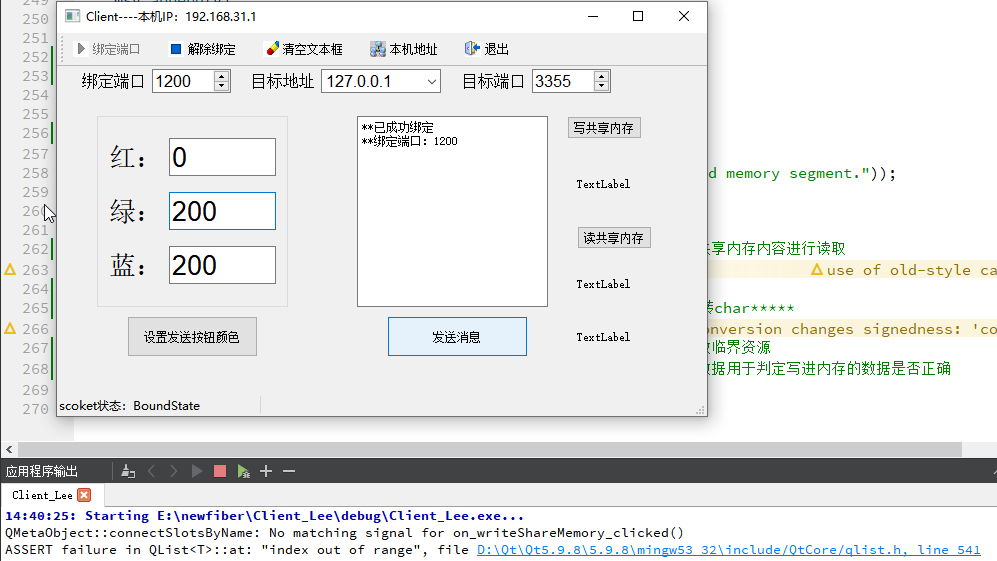 249
250
251
252
253
254
255
256
257
258
259
260
261
262
263
264
265
266
267
268
269
270
Client----本机IP: 192.168.31.1
绑定端口 解除绑定 清空文本框 本机地址 退出
绑定端口 1200 目标地址 127.0.0.1 目标端口 3355
红: 0
绿: 200
蓝: 200
设置发送按钮颜色
**已成功绑定
**绑定端口: 1200
发送消息
写共享内存
TextLabel
读共享内存
TextLabel
TextLabel
scoket状态: BoundState
d memory segment."));
享内存内容进行读取
use of old-style ca
char*****
onversion changes signedness: 'co
临界资源
据用于判定写进内存的数据是否正确
应用程序输出
Client_Lee
14:40:25: Starting E:\newfiber\Client_Lee\debug\Client_Lee.exe...
QMetaObject::connectSlotsByName: No matching signal for on_writeShareMemory_clicked()
ASSERT failure in QList<T>::at: "index out of range", file D:\Qt\Qt5.9.8\5.9.8\mingw53_32\include/QtCore/qlist.h, line 541